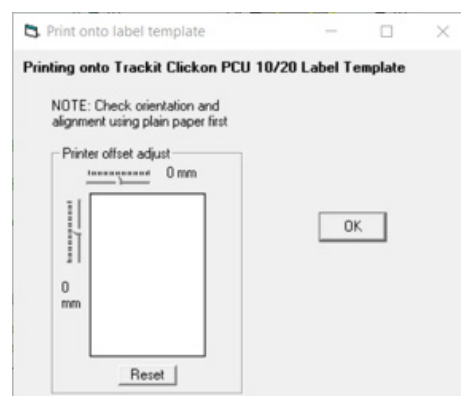 Print onto label template
Printing onto Trackit Clickon PCU 10/20 Label Template
NOTE: Check orientation and
alignment using plain paper first
Printer offset adjust
0 mm
OK
0
mm
Reset